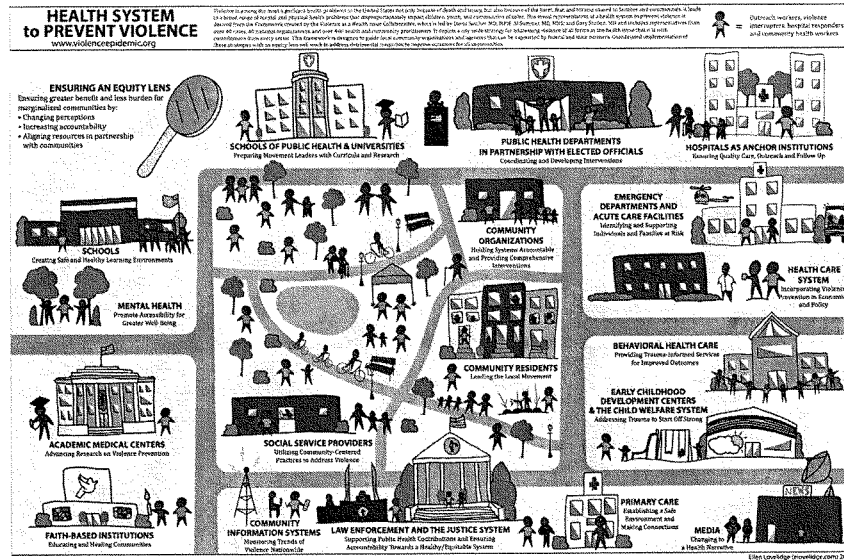 HEALTH SYSTEM
to PREVENT VIOLENCE
www.violenceepidemic.org
= Outreach workers, violence
interrupters, hospital responders
and community health workers
ENSURING AN EQUITY LENS
Ensuring greater benefit and less burden for
marginalized communities by:
• Changing perceptions
• Increasing accountability
• Aligning resources in partnership
with communities
SCHOOLS OF PUBLIC HEALTH & UNIVERSITIES
Preparing Movement Leaders with Curricula and Research
PUBLIC HEALTH DEPARTMENTS
IN PARTNERSHIP WITH ELECTED OFFICIALS
Coordinating and Developing Interventions
HOSPITALS AS ANCHOR INSTITUTIONS
Ensuring Quality Care, Outreach and Follow Up
SCHOOLS
Creating Safe and Healthy Learning Environments
COMMUNITY
ORGANIZATIONS
Holding Systems Accountable
and Providing Comprehensive
Interventions
EMERGENCY
DEPARTMENTS AND
ACUTE CARE FACILITIES
Identifying and Supporting
Individuals and Families at Risk
HEALTH CARE
SYSTEM
Incorporating Violence
Prevention in Economic
and Policy
MENTAL HEALTH
Promote Accessibility for
Greater Well-Being
COMMUNITY RESIDENTS
Leading the Local Movement
BEHAVIORAL HEALTH CARE
Providing Trauma-Informed Services
for Improved Outcomes
EARLY CHILDHOOD
DEVELOPMENT CENTERS
& THE CHILD WELFARE SYSTEM
Addressing Trauma to Start Off Strong
ACADEMIC MEDICAL CENTERS
Advancing Research on Violence Prevention
SOCIAL SERVICE PROVIDERS
Utilizing Community-Centered
Practices to Address Violence
FAITH-BASED INSTITUTIONS
Educating and Healing Communities
COMMUNITY
INFORMATION SYSTEMS
Monitoring Trends of
Violence Nationwide
LAW ENFORCEMENT AND THE JUSTICE SYSTEM
Supporting Public Health Contributions and Ensuring
Accountability Towards a Healthy/Equitable System
PRIMARY CARE
Establishing a Safe
Environment and
Making Connections
NEWS
MEDIA
Changing to
a Health Narrative
Ellen Lovelidge (elovelidge.com)